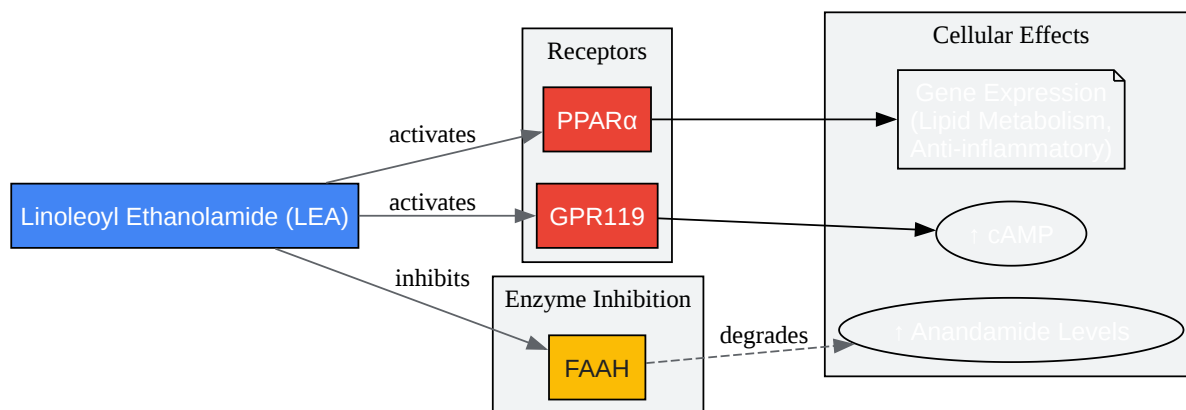 Cellular Effects
Receptors
Gene Expression
(Lipid Metabolism,
Anti-inflammatory)
PPARα
activates
Linoleoyl Ethanolamide (LEA)
activates
GPR119
↑ cAMP
inhibits
Enzyme Inhibition
↑ Anandamide Levels
degrades
FAAH